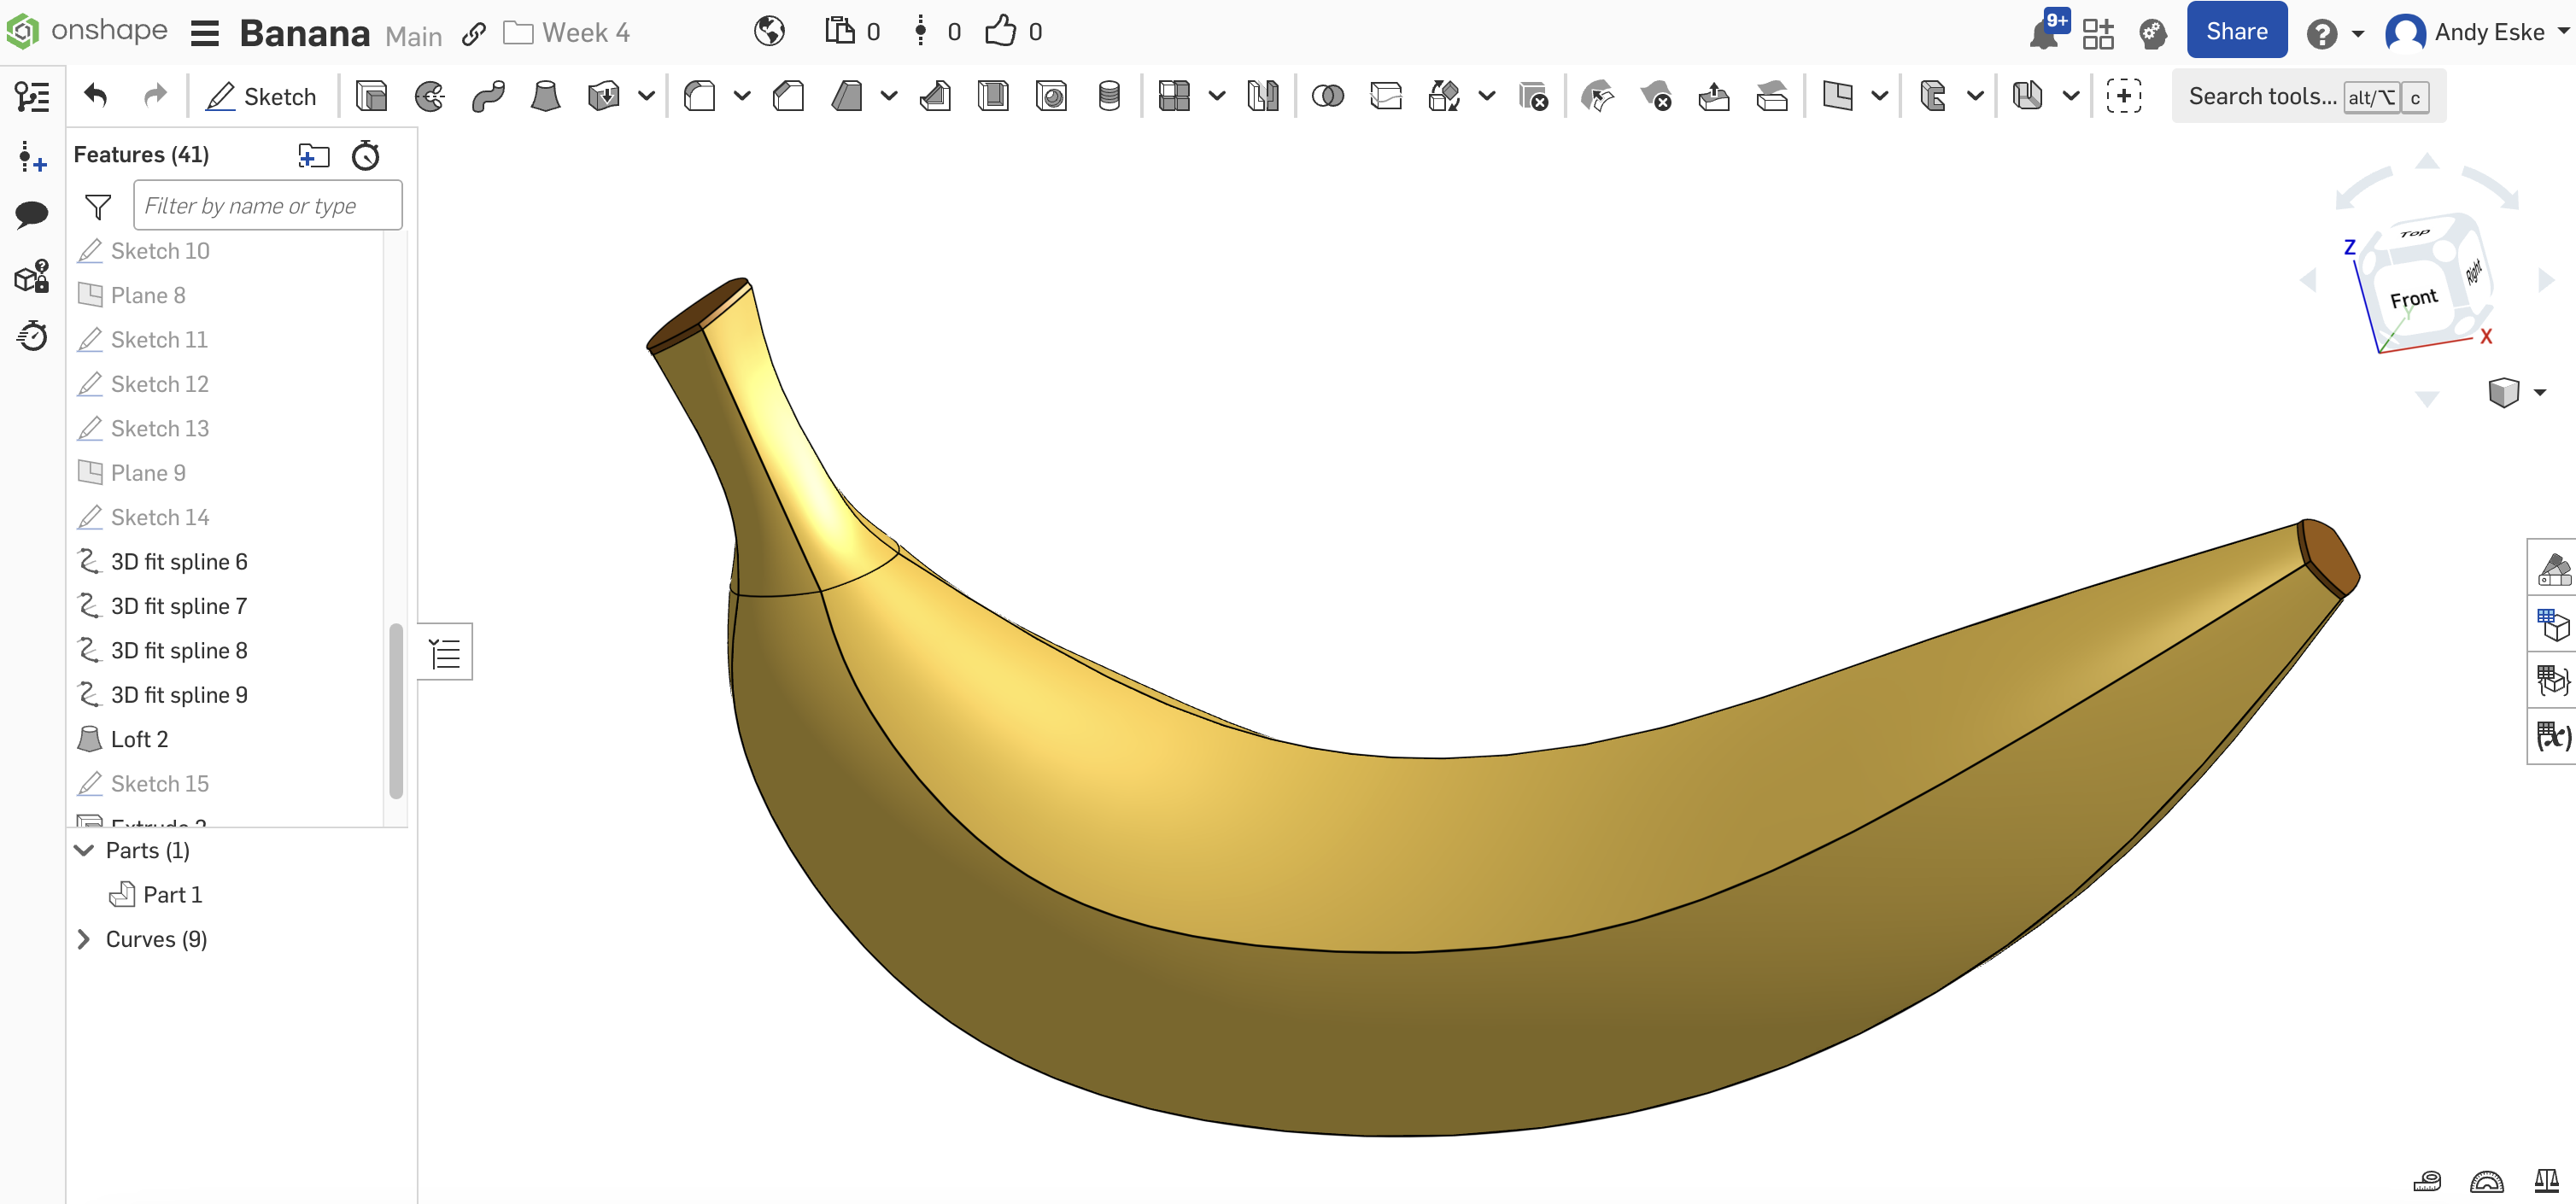 onshape
Banana Main
Week 4
0
0
0
9+
Share
?
Andy Eske
Sketch
Search tools... alt/⌥ c
Features (41)
Filter by name or type
Sketch 10
Plane 8
Sketch 11
Sketch 12
Sketch 13
Plane 9
Sketch 14
3D fit spline 6
3D fit spline 7
3D fit spline 8
3D fit spline 9
Loft 2
Sketch 15
Extrude 2
Parts (1)
Part 1
Curves (9)
Top
Z
Front
Right
Y
X
(x)